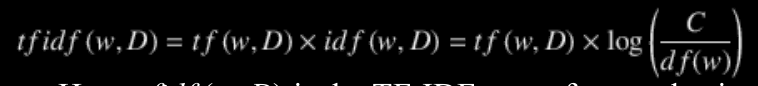 tfidf (w, D) = tf (w, D) × idf (w, D) = tf (w, D) × log(C / df(w))